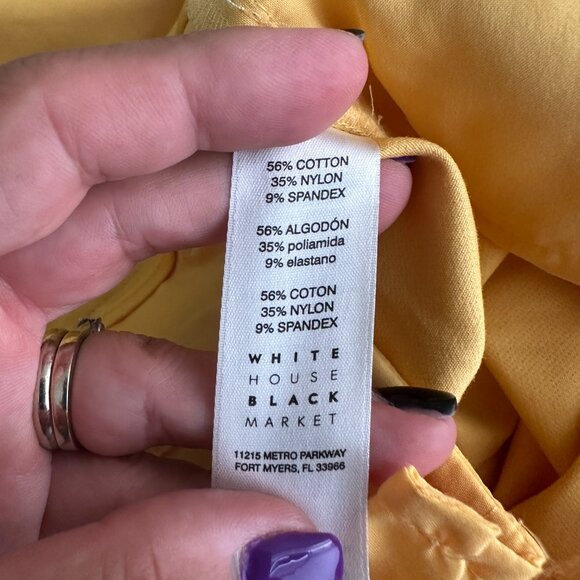 56% COTTON
35% NYLON
9% SPANDEX
56% ALGODÓN
35% poliamida
9% elastano
56% COTON
35% NYLON
9% SPANDEX
WHITE
HOUSE
BLACK
MARKET
11215 METRO PARKWAY
FORT MYERS, FL 33966